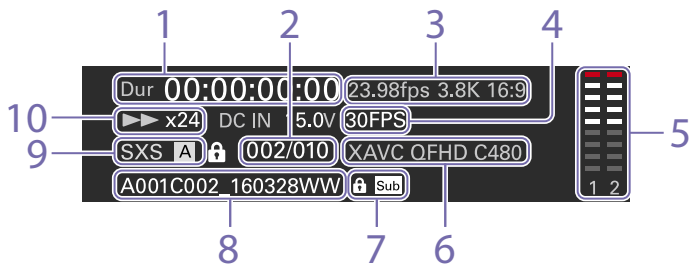 1 2 3 4
Dur 00:00:00:00 23.98fps 3.8K 16:9
10 ▶▶ x24 DC IN 15.0V 30FPS 5
9 SXS A 002/010 XAVC QFHD C480
A001C002_160328WW Sub 1 2
8 7 6